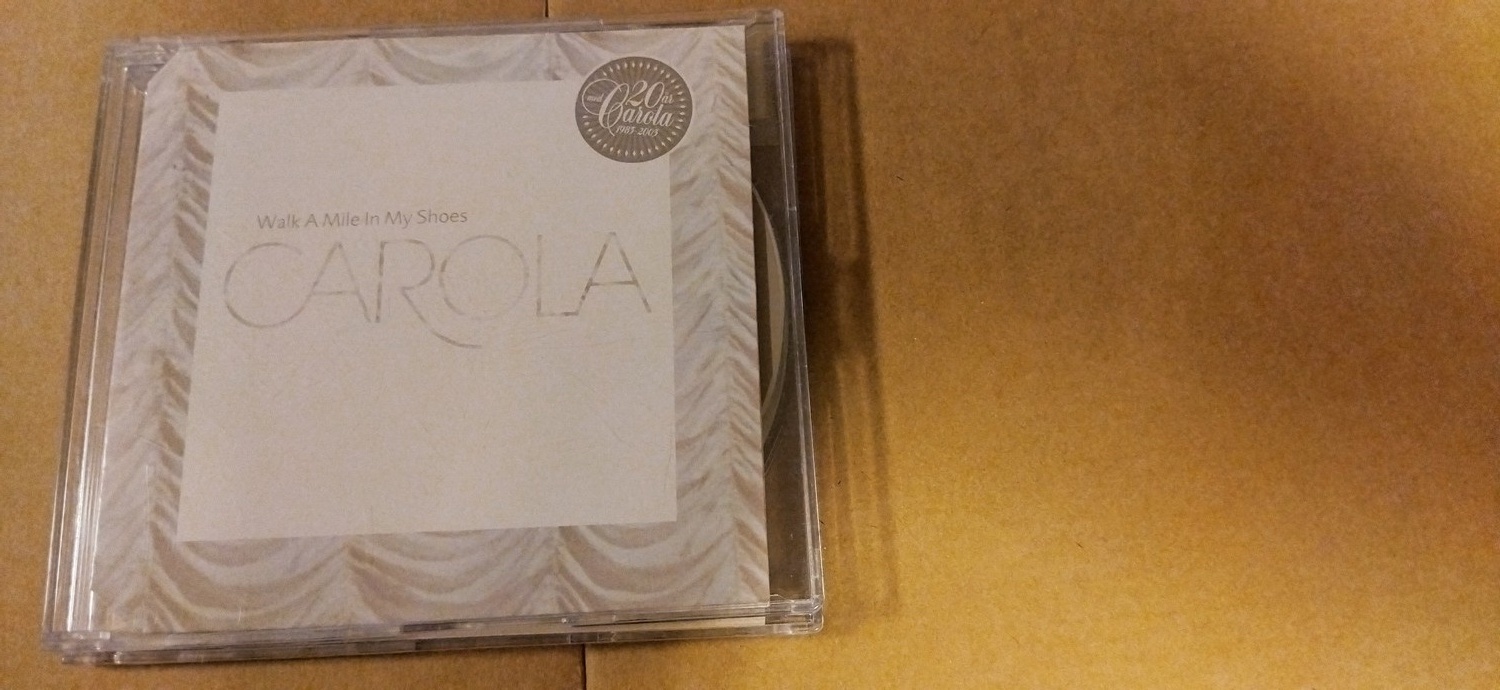 20 år
Carola
1983-2003
Walk A Mile In My Shoes
CAROLA